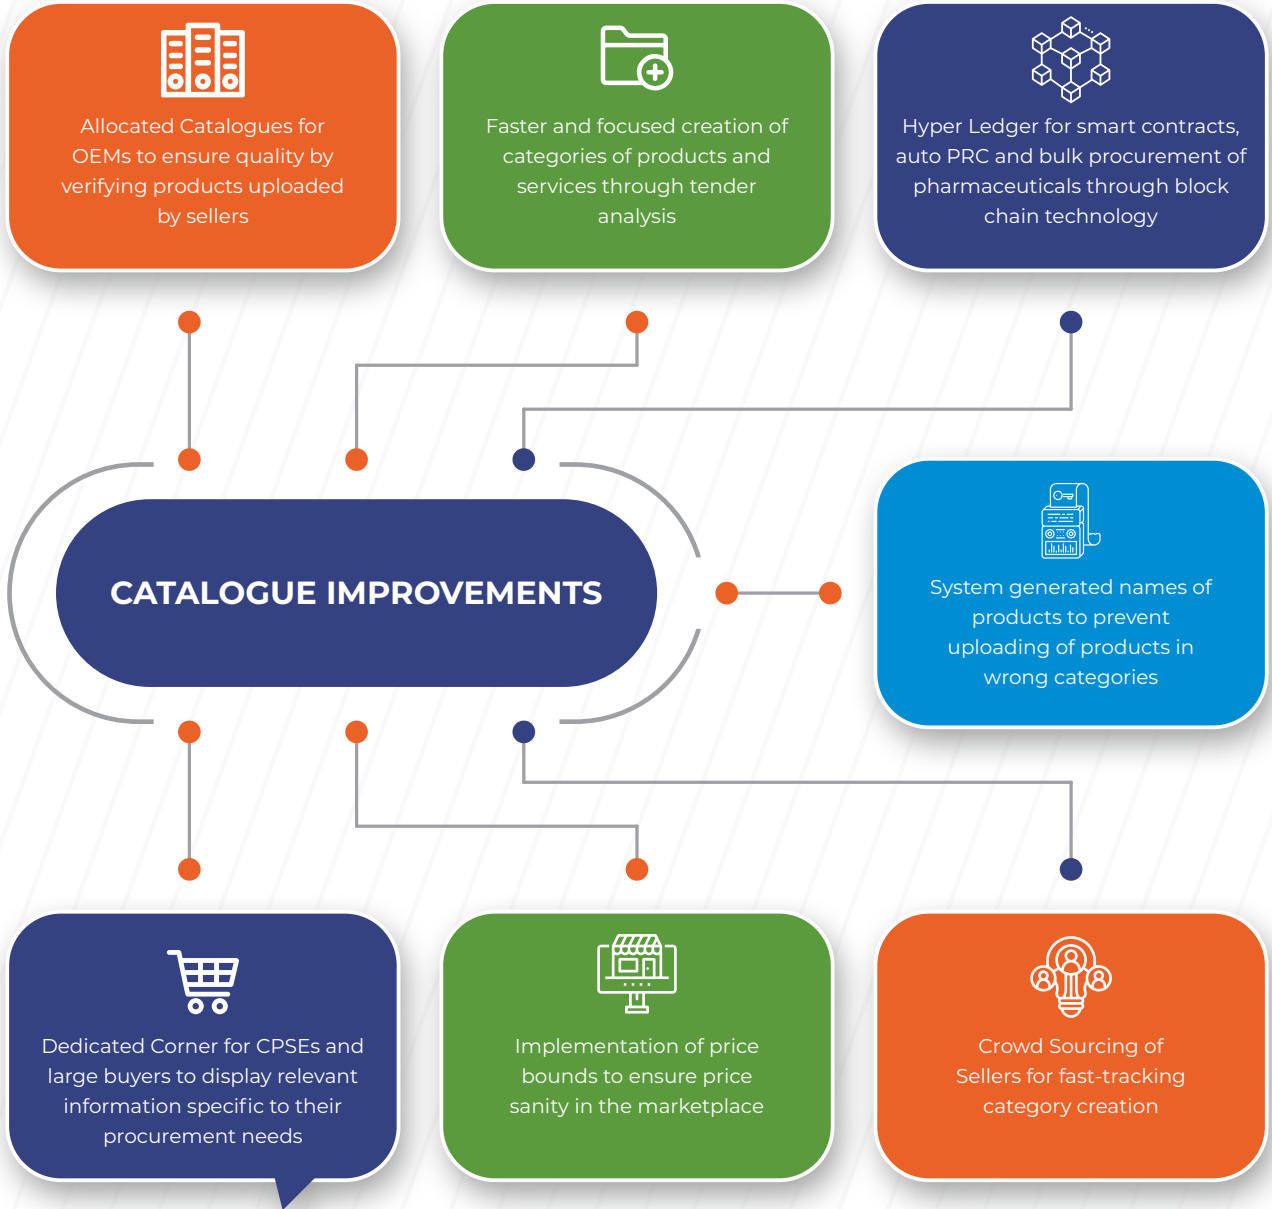 Allocated Catalogues for
OEMs to ensure quality by
verifying products uploaded
by sellers
Faster and focused creation of
categories of products and
services through tender
analysis
Hyper Ledger for smart contracts,
auto PRC and bulk procurement of
pharmaceuticals through block
chain technology
CATALOGUE IMPROVEMENTS
System generated names of
products to prevent
uploading of products in
wrong categories
Dedicated Corner for CPSEs and
large buyers to display relevant
information specific to their
procurement needs
Implementation of price
bounds to ensure price
sanity in the marketplace
Crowd Sourcing of
Sellers for fast-tracking
category creation